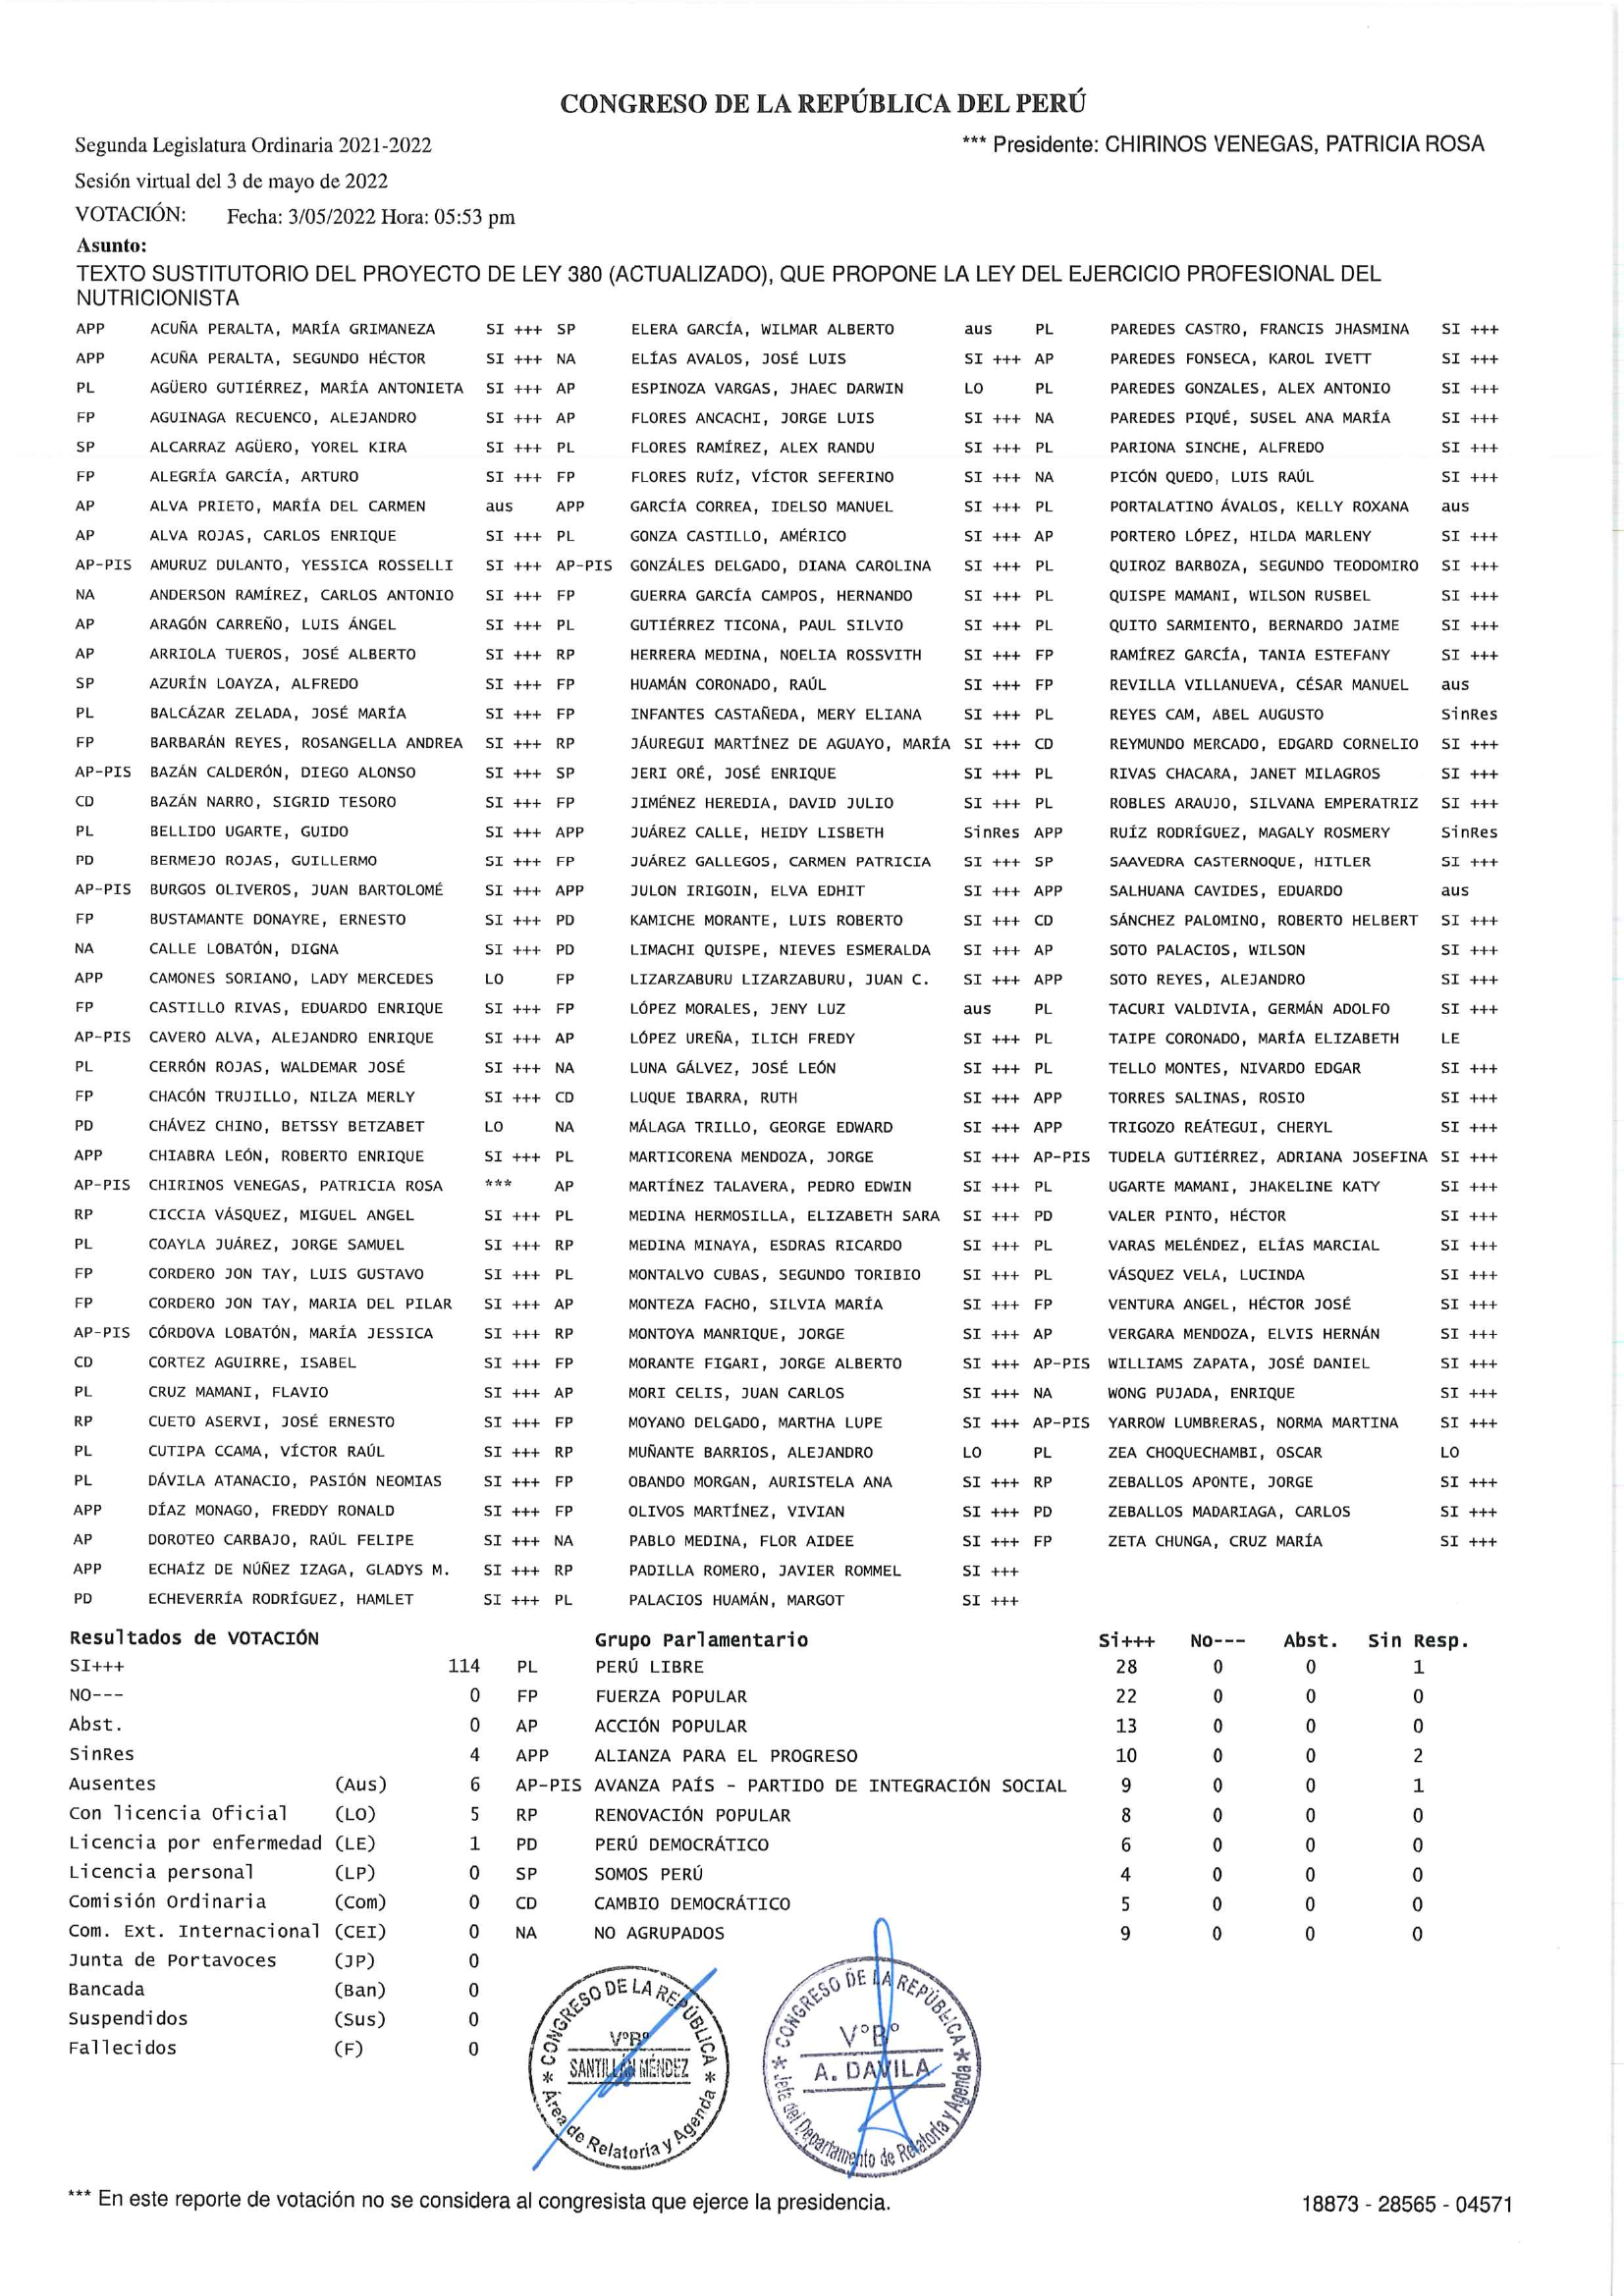 CONGRESO DE LA REPÚBLICA DEL PERÚ
Segunda Legislatura Ordinaria 2021-2022 *** Presidente: CHIRINOS VENEGAS, PATRICIA ROSA
Sesión virtual del 3 de mayo de 2022
VOTACIÓN: Fecha: 3/05/2022 Hora: 05:53 pm
Asunto:
TEXTO SUSTITUTORIO DEL PROYECTO DE LEY 380 (ACTUALIZADO), QUE PROPONE LA LEY DEL EJERCICIO PROFESIONAL DEL
NUTRICIONISTA
APP ACUÑA PERALTA, MARÍA GRIMANEZA SI +++ SP ELERA GARCÍA, WILMAR ALBERTO aus PL PAREDES CASTRO, FRANCIS JHASMINA SI +++
APP ACUÑA PERALTA, SEGUNDO HÉCTOR SI +++ NA ELÍAS AVALOS, JOSÉ LUIS SI +++ AP PAREDES FONSECA, KAROL IVETT SI +++
PL AGÜERO GUTIÉRREZ, MARÍA ANTONIETA SI +++ AP ESPINOZA VARGAS, JHAEC DARWIN LO PL PAREDES GONZALES, ALEX ANTONIO SI +++
FP AGUINAGA RECUENCO, ALEJANDRO SI +++ AP FLORES ANCACHI, JORGE LUIS SI +++ NA PAREDES PIQUÉ, SUSEL ANA MARÍA SI +++
SP ALCARRAZ AGÜERO, YOREL KIRA SI +++ PL FLORES RAMÍREZ, ALEX RANDU SI +++ PL PARIONA SINCHE, ALFREDO SI +++
FP ALEGRÍA GARCÍA, ARTURO SI +++ FP FLORES RUÍZ, VÍCTOR SEFERINO SI +++ NA PICÓN QUEDO, LUIS RAÚL SI +++
AP ALVA PRIETO, MARÍA DEL CARMEN aus APP GARCÍA CORREA, IDELSO MANUEL SI +++ PL PORTALATINO ÁVALOS, KELLY ROXANA aus
AP ALVA ROJAS, CARLOS ENRIQUE SI +++ PL GONZA CASTILLO, AMÉRICO SI +++ AP PORTERO LÓPEZ, HILDA MARLENY SI +++
AP-PIS AMURUZ DULANTO, YESSICA ROSSELLI SI +++ AP-PIS GONZÁLES DELGADO, DIANA CAROLINA SI +++ PL QUIROZ BARBOZA, SEGUNDO TEODOMIRO SI +++
NA ANDERSON RAMÍREZ, CARLOS ANTONIO SI +++ FP GUERRA GARCÍA CAMPOS, HERNANDO SI +++ PL QUISPE MAMANI, WILSON RUSBEL SI +++
AP ARAGÓN CARREÑO, LUIS ÁNGEL SI +++ PL GUTIÉRREZ TICONA, PAUL SILVIO SI +++ PL QUITO SARMIENTO, BERNARDO JAIME SI +++
AP ARRIOLA TUEROS, JOSÉ ALBERTO SI +++ RP HERRERA MEDINA, NOELIA ROSSVITH SI +++ FP RAMÍREZ GARCÍA, TANIA ESTEFANY SI +++
SP AZURÍN LOAYZA, ALFREDO SI +++ FP HUAMÁN CORONADO, RAÚL SI +++ FP REVILLA VILLANUEVA, CÉSAR MANUEL aus
PL BALCÁZAR ZELADA, JOSÉ MARÍA SI +++ FP INFANTES CASTAÑEDA, MERY ELIANA SI +++ PL REYES CAM, ABEL AUGUSTO SinRes
FP BARBARÁN REYES, ROSANGELLA ANDREA SI +++ RP JÁUREGUI MARTÍNEZ DE AGUAYO, MARÍA SI +++ CD REYMUNDO MERCADO, EDGARD CORNELIO SI +++
AP-PIS BAZÁN CALDERÓN, DIEGO ALONSO SI +++ SP JERI ORÉ, JOSÉ ENRIQUE SI +++ PL RIVAS CHACARA, JANET MILAGROS SI +++
CD BAZÁN NARRO, SIGRID TESORO SI +++ FP JIMÉNEZ HEREDIA, DAVID JULIO SI +++ PL ROBLES ARAUJO, SILVANA EMPERATRIZ SI +++
PL BELLIDO UGARTE, GUIDO SI +++ APP JUÁREZ CALLE, HEIDY LISBETH SinRes APP RUÍZ RODRÍGUEZ, MAGALY ROSMERY SinRes
PD BERMEJO ROJAS, GUILLERMO SI +++ FP JUÁREZ GALLEGOS, CARMEN PATRICIA SI +++ SP SAAVEDRA CASTERNOQUE, HITLER SI +++
AP-PIS BURGOS OLIVEROS, JUAN BARTOLOMÉ SI +++ APP JULON IRIGOIN, ELVA EDHIT SI +++ APP SALHUANA CAVIDES, EDUARDO aus
FP BUSTAMANTE DONAYRE, ERNESTO SI +++ PD KAMICHE MORANTE, LUIS ROBERTO SI +++ CD SÁNCHEZ PALOMINO, ROBERTO HELBERT SI +++
NA CALLE LOBATÓN, DIGNA SI +++ PD LIMACHI QUISPE, NIEVES ESMERALDA SI +++ AP SOTO PALACIOS, WILSON SI +++
APP CAMONES SORIANO, LADY MERCEDES LO FP LIZARZABURU LIZARZABURU, JUAN C. SI +++ APP SOTO REYES, ALEJANDRO SI +++
FP CASTILLO RIVAS, EDUARDO ENRIQUE SI +++ FP LÓPEZ MORALES, JENY LUZ aus PL TACURI VALDIVIA, GERMÁN ADOLFO SI +++
AP-PIS CAVERO ALVA, ALEJANDRO ENRIQUE SI +++ AP LÓPEZ UREÑA, ILICH FREDY SI +++ PL TAIPE CORONADO, MARÍA ELIZABETH LE
PL CERRÓN ROJAS, WALDEMAR JOSÉ SI +++ NA LUNA GÁLVEZ, JOSÉ LEÓN SI +++ PL TELLO MONTES, NIVARDO EDGAR SI +++
FP CHACÓN TRUJILLO, NILZA MERLY SI +++ CD LUQUE IBARRA, RUTH SI +++ APP TORRES SALINAS, ROSIO SI +++
PD CHÁVEZ CHINO, BETSSY BETZABET LO NA MÁLAGA TRILLO, GEORGE EDWARD SI +++ APP TRIGOZO REÁTEGUI, CHERYL SI +++
APP CHIABRA LEÓN, ROBERTO ENRIQUE SI +++ PL MARTICORENA MENDOZA, JORGE SI +++ AP-PIS TUDELA GUTIÉRREZ, ADRIANA JOSEFINA SI +++
AP-PIS CHIRINOS VENEGAS, PATRICIA ROSA *** AP MARTÍNEZ TALAVERA, PEDRO EDWIN SI +++ PL UGARTE MAMANI, JHAKELINE KATY SI +++
RP CICCIA VÁSQUEZ, MIGUEL ANGEL SI +++ PL MEDINA HERMOSILLA, ELIZABETH SARA SI +++ PD VALER PINTO, HÉCTOR SI +++
PL COAYLA JUÁREZ, JORGE SAMUEL SI +++ RP MEDINA MINAYA, ESDRAS RICARDO SI +++ PL VARAS MELÉNDEZ, ELÍAS MARCIAL SI +++
FP CORDERO JON TAY, LUIS GUSTAVO SI +++ PL MONTALVO CUBAS, SEGUNDO TORIBIO SI +++ PL VÁSQUEZ VELA, LUCINDA SI +++
FP CORDERO JON TAY, MARIA DEL PILAR SI +++ AP MONTEZA FACHO, SILVIA MARÍA SI +++ FP VENTURA ANGEL, HÉCTOR JOSÉ SI +++
AP-PIS CÓRDOVA LOBATÓN, MARÍA JESSICA SI +++ RP MONTOYA MANRIQUE, JORGE SI +++ AP VERGARA MENDOZA, ELVIS HERNÁN SI +++
CD CORTEZ AGUIRRE, ISABEL SI +++ FP MORANTE FIGARI, JORGE ALBERTO SI +++ AP-PIS WILLIAMS ZAPATA, JOSÉ DANIEL SI +++
PL CRUZ MAMANI, FLAVIO SI +++ AP MORI CELIS, JUAN CARLOS SI +++ NA WONG PUJADA, ENRIQUE SI +++
RP CUETO ASERVI, JOSÉ ERNESTO SI +++ FP MOYANO DELGADO, MARTHA LUPE SI +++ AP-PIS YARROW LUMBRERAS, NORMA MARTINA SI +++
PL CUTIPA CCAMA, VÍCTOR RAÚL SI +++ RP MUÑANTE BARRIOS, ALEJANDRO LO PL ZEA CHOQUECHAMBI, OSCAR LO
PL DÁVILA ATANACIO, PASIÓN NEOMIAS SI +++ FP OBANDO MORGAN, AURISTELA ANA SI +++ RP ZEBALLOS APONTE, JORGE SI +++
APP DÍAZ MONAGO, FREDDY RONALD SI +++ FP OLIVOS MARTÍNEZ, VIVIAN SI +++ PD ZEBALLOS MADARIAGA, CARLOS SI +++
AP DOROTEO CARBAJO, RAÚL FELIPE SI +++ NA PABLO MEDINA, FLOR AIDEE SI +++ FP ZETA CHUNGA, CRUZ MARÍA SI +++
APP ECHAÍZ DE NÚÑEZ IZAGA, GLADYS M. SI +++ RP PADILLA ROMERO, JAVIER ROMMEL SI +++
PD ECHEVERRÍA RODRÍGUEZ, HAMLET SI +++ PL PALACIOS HUAMÁN, MARGOT SI +++
Resultados de VOTACIÓN Grupo Parlamentario Si+++ No--- Abst. Sin Resp.
SI+++ 114 PL PERÚ LIBRE 28 0 0 1
NO--- 0 FP FUERZA POPULAR 22 0 0 0
Abst. 0 AP ACCIÓN POPULAR 13 0 0 0
SinRes 4 APP ALIANZA PARA EL PROGRESO 10 0 0 2
Ausentes (Aus) 6 AP-PIS AVANZA PAÍS - PARTIDO DE INTEGRACIÓN SOCIAL 9 0 0 1
Con licencia Oficial (LO) 5 RP RENOVACIÓN POPULAR 8 0 0 0
Licencia por enfermedad (LE) 1 PD PERÚ DEMOCRÁTICO 6 0 0 0
Licencia personal (LP) 0 SP SOMOS PERÚ 4 0 0 0
Comisión Ordinaria (Com) 0 CD CAMBIO DEMOCRÁTICO 5 0 0 0
Com. Ext. Internacional (CEI) 0 NA NO AGRUPADOS 9 0 0 0
Junta de Portavoces (JP) 0
Bancada (Ban) 0
Suspendidos (Sus) 0
Fallecidos (F) 0
* CONGRESO DE LA REPÚBLICA *
V°B°
SANTILLÁN MÉNDEZ
Área de Relatoría y Agenda
* CONGRESO DE LA REPÚBLICA *
V°B°
A. DAVILA
Jefa del Departamento de Relatoría y Agenda
*** En este reporte de votación no se considera al congresista que ejerce la presidencia. 18873 - 28565 - 04571